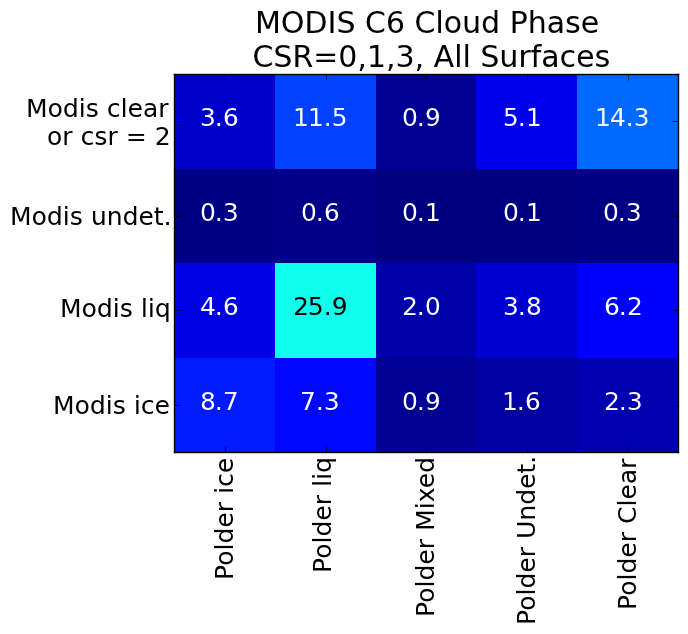 MODIS C6 Cloud Phase
CSR=0,1,3, All Surfaces
Modis clear
or csr = 2
3.6 11.5 0.9 5.1 14.3
Modis undet. 0.3 0.6 0.1 0.1 0.3
Modis liq 4.6 25.9 2.0 3.8 6.2
Modis ice 8.7 7.3 0.9 1.6 2.3
Polder ice
Polder liq
Polder Mixed
Polder Undet.
Polder Clear